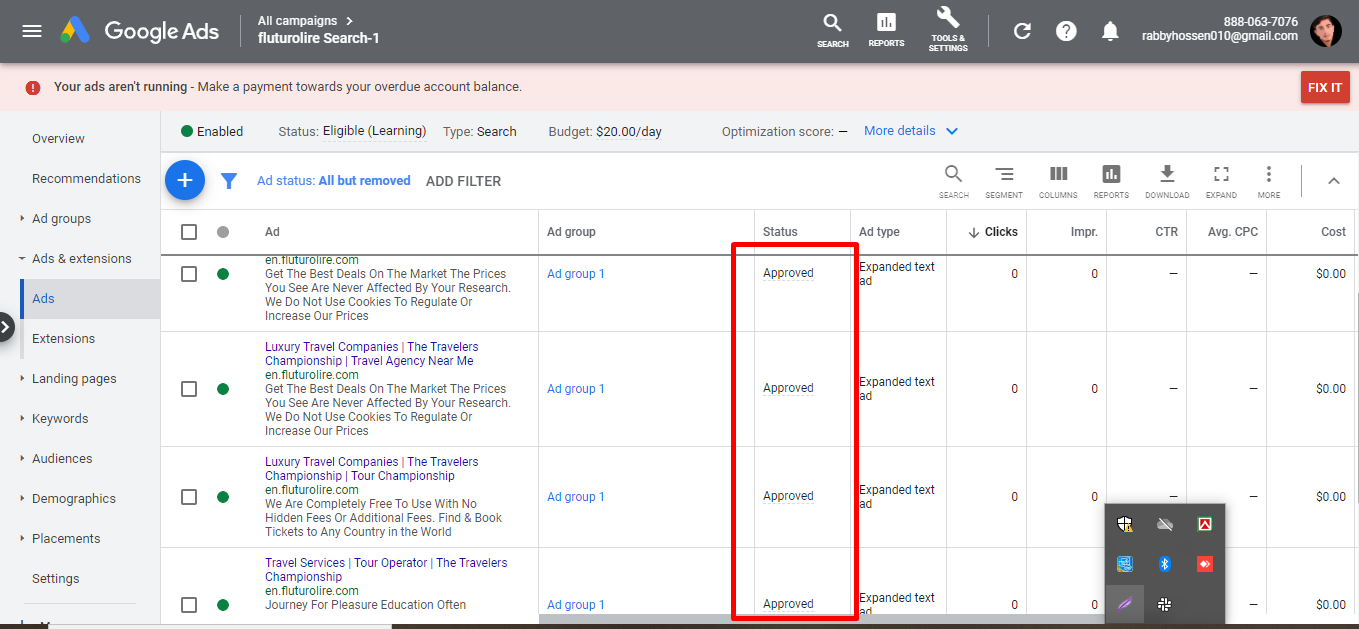 Google Ads
All campaigns
fluturolire Search-1
SEARCH
REPORTS
TOOLS &
SETTINGS
888-063-7076
rabbyhossen010@gmail.com
Your ads aren't running - Make a payment towards your overdue account balance.
FIX IT
Overview
Recommendations
Ad groups
Ads & extensions
Ads
Extensions
Landing pages
Keywords
Audiences
Demographics
Placements
Settings
Enabled
Status: Eligible (Learning)
Type: Search
Budget: $20.00/day
Optimization score: —
More details
Ad status: All but removed
ADD FILTER
SEARCH
SEGMENT
COLUMNS
REPORTS
DOWNLOAD
EXPAND
MORE
Ad
Ad group
Status
Ad type
Clicks
Impr.
CTR
Avg. CPC
Cost
en.fluturolire.com
Get The Best Deals On The Market The Prices
You See Are Never Affected By Your Research.
We Do Not Use Cookies To Regulate Or
Increase Our Prices
Ad group 1
Approved
Expanded text
ad
0
0
—
—
$0.00
Luxury Travel Companies | The Travelers
Championship | Travel Agency Near Me
en.fluturolire.com
Get The Best Deals On The Market The Prices
You See Are Never Affected By Your Research.
We Do Not Use Cookies To Regulate Or
Increase Our Prices
Ad group 1
Approved
Expanded text
ad
0
0
—
—
$0.00
Luxury Travel Companies | The Travelers
Championship | Tour Championship
en.fluturolire.com
We Are Completely Free To Use With No
Hidden Fees Or Additional Fees. Find & Book
Tickets to Any Country in the World
Ad group 1
Approved
Expanded text
ad
0
0
—
—
$0.00
Travel Services | Tour Operator | The Travelers
Championship
en.fluturolire.com
Journey For Pleasure Education Often
Ad group 1
Approved
Expanded text
ad
0
0
—
$0.00